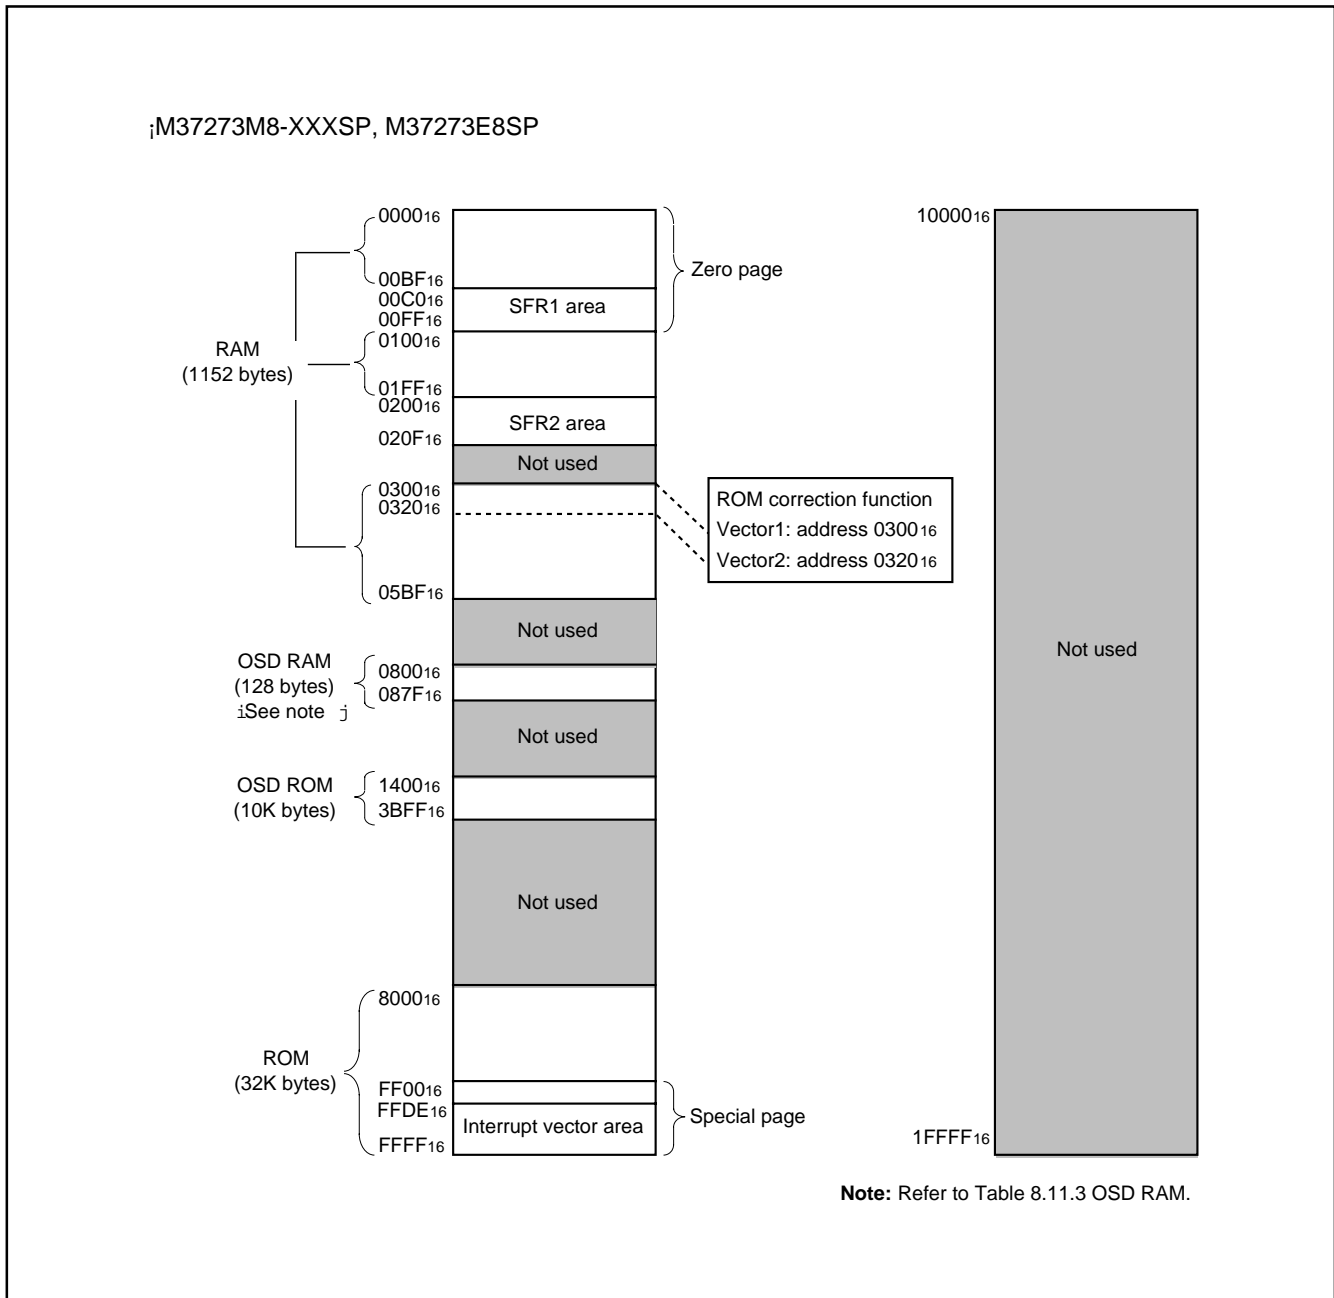 ¡M37273M8-XXXSP, M37273E8SP
000016
00BF16
00C016
00FF16
010016
01FF16
020016
020F16
030016
032016
05BF16
080016
087F16
140016
3BFF16
800016
FF0016
FFDE16
FFFF16
RAM
(1152 bytes)
OSD RAM
(128 bytes)
¡See note j
OSD ROM
(10K bytes)
ROM
(32K bytes)
SFR1 area
SFR2 area
Not used
Not used
Not used
Not used
Interrupt vector area
Zero page
ROM correction function
Vector1: address 030016
Vector2: address 032016
Special page
1000016
Not used
1FFFF16
Note: Refer to Table 8.11.3 OSD RAM.